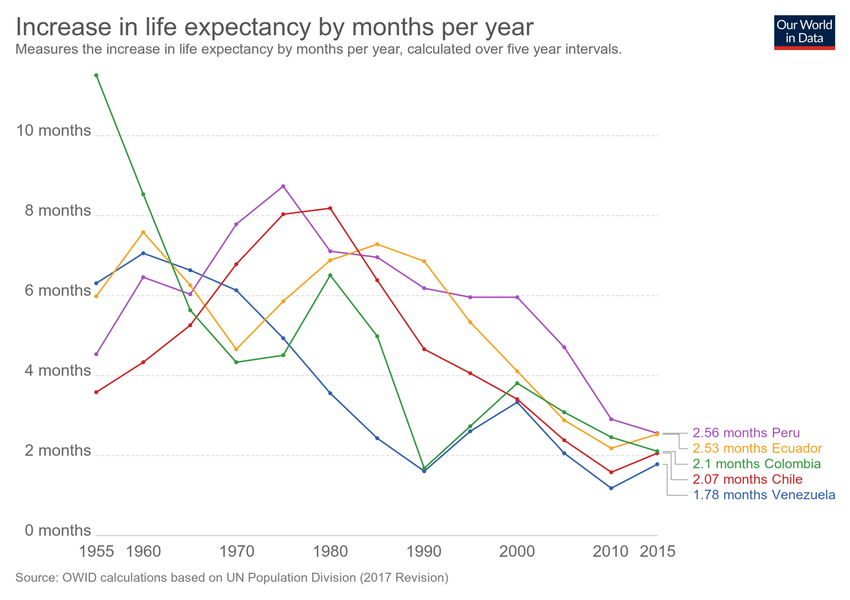 Increase in life expectancy by months per year
Our World
in Data
Measures the increase in life expectancy by months per year, calculated over five year intervals.
10 months
8 months
6 months
4 months
2 months
0 months
2.56 months Peru
2.53 months Ecuador
2.1 months Colombia
2.07 months Chile
1.78 months Venezuela
1955 1960 1970 1980 1990 2000 2010 2015
Source: OWID calculations based on UN Population Division (2017 Revision)